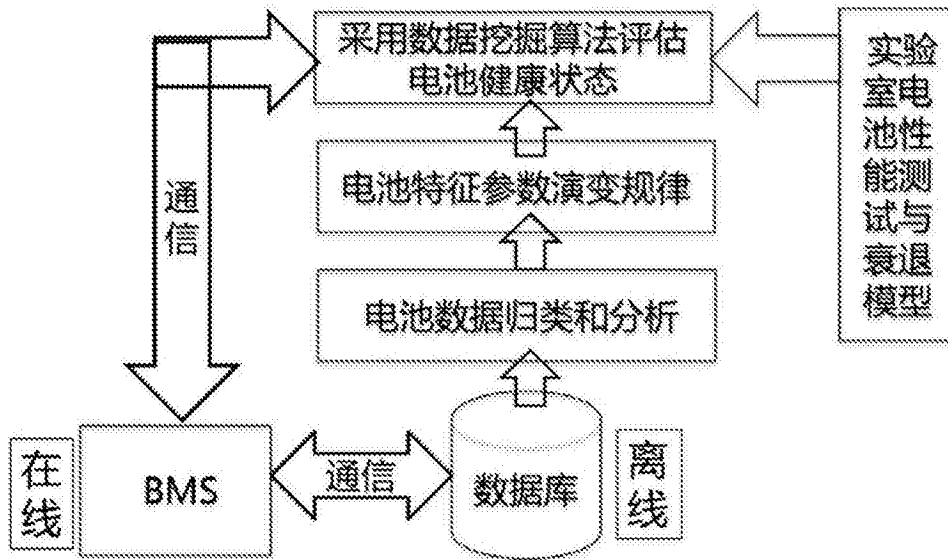 采用数据挖掘算法评估
电池健康状态
实验
室电
池性
能测
试与
衰退
模型
电池特征参数演变规律
通
信
电池数据归类和分析
在
线
BMS
通信
数据库
离
线